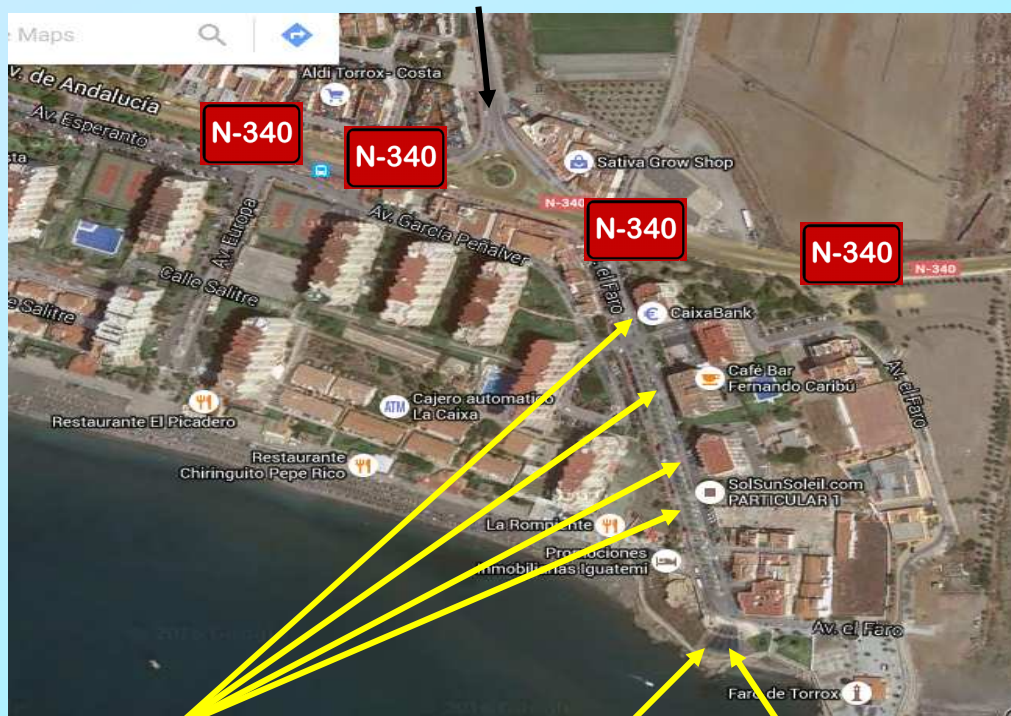 Maps
Aldi Torrox - Costa
Av. de Andalucía
Av. Esperanto
N-340
N-340
Sativa Grow Shop
N-340
N-340
N-340
N-340
Av. García Peñalver
Av. Europa
Calle Salitre
e Salitre
el Faro
CaixaBank
Café Bar
Fernando Caribú
Av. el Faro
Cajero automatico
La Caixa
ATM
Restaurante El Picadero
Restaurante
Chiringuito Pepe Rico
SolSunSoleil.com
PARTICULAR 1
La Rompiente
Promociones
Inmobiliarias Iguatemi
Av. el Faro
Faro de Torrox